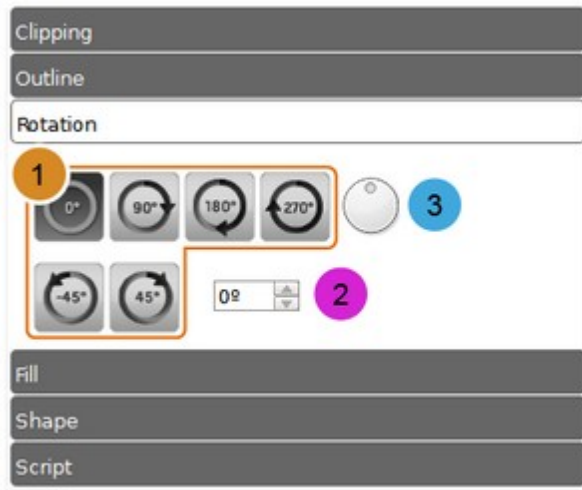 Clipping
Outline
Rotation
1
0° 90° 180° 270° 3
-45° 45° 0º 2
Fill
Shape
Script